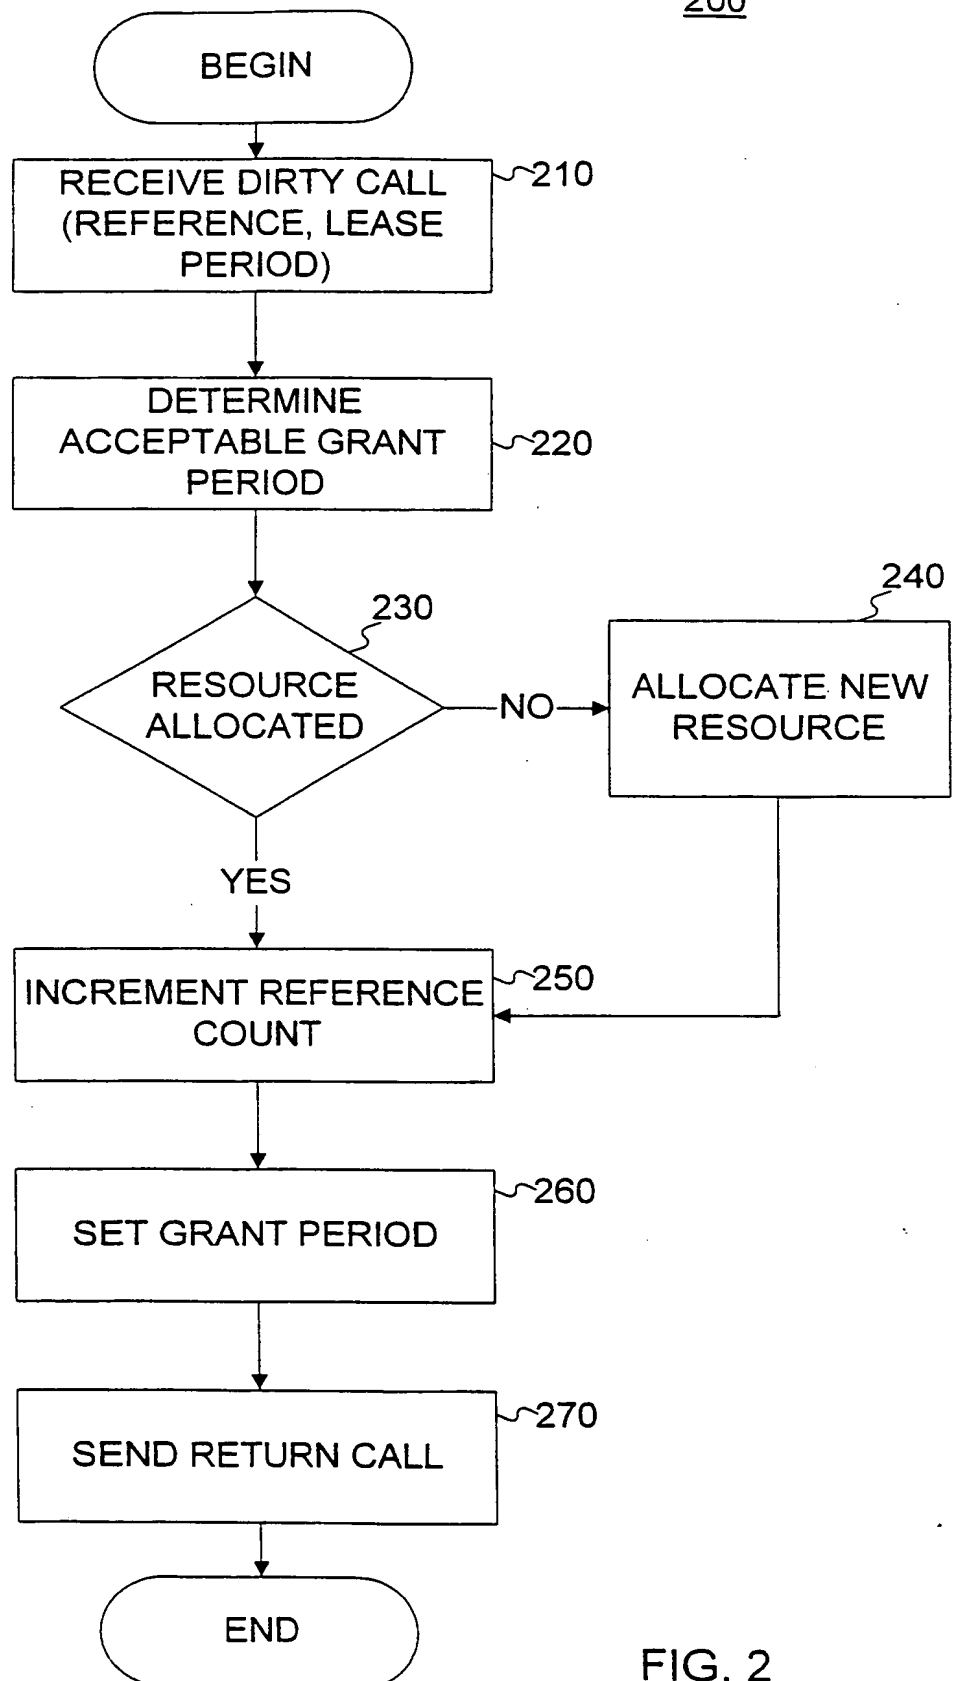 200
BEGIN
RECEIVE DIRTY CALL
(REFERENCE, LEASE
PERIOD)
210
DETERMINE
ACCEPTABLE GRANT
PERIOD
220
230
RESOURCE
ALLOCATED
NO
240
ALLOCATE NEW
RESOURCE
YES
INCREMENT REFERENCE
COUNT
250
SET GRANT PERIOD
260
SEND RETURN CALL
270
END
FIG. 2